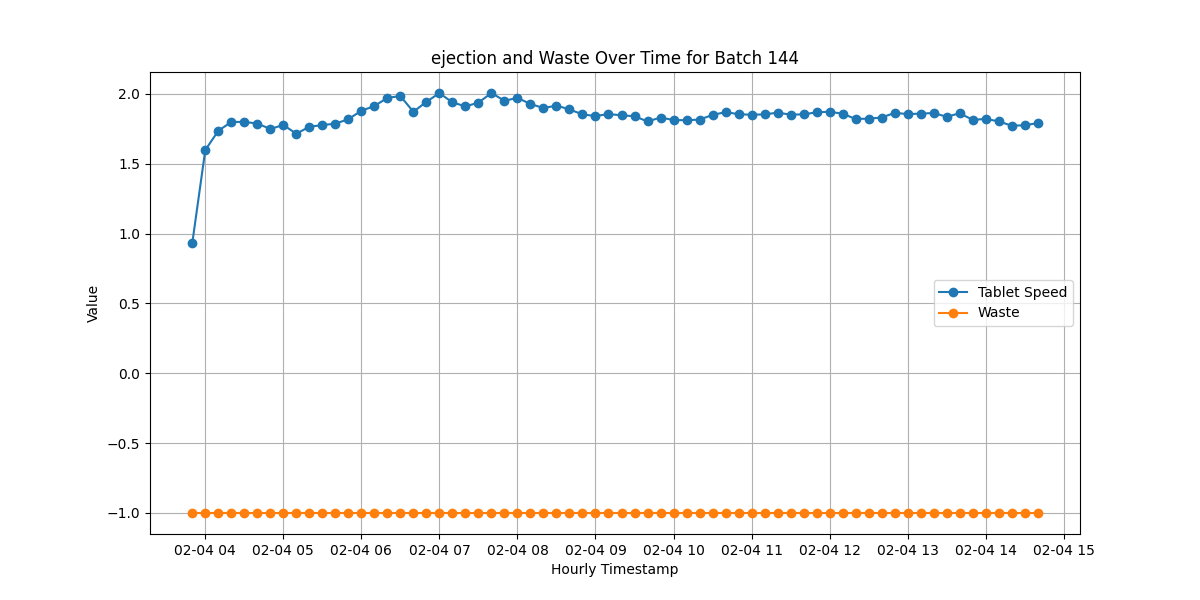 ejection and Waste Over Time for Batch 144
2.0
1.5
1.0
0.5
0.0
−0.5
−1.0
Value
Tablet Speed
Waste
02-04 04 02-04 05 02-04 06 02-04 07 02-04 08 02-04 09 02-04 10 02-04 11 02-04 12 02-04 13 02-04 14 02-04 15
Hourly Timestamp